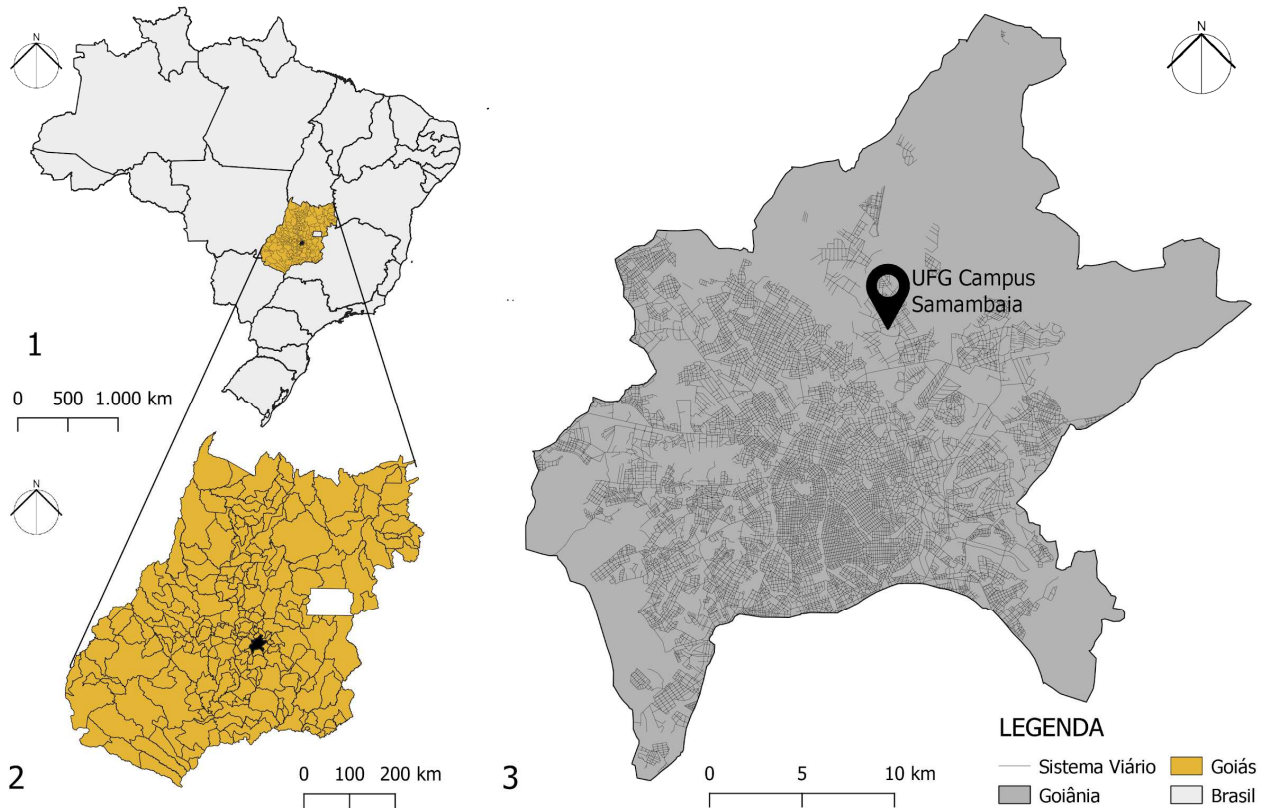 N
1
0 500 1.000 km
N
2
0 100 200 km
N
UFG Campus
Samambaia
3
0 5 10 km
LEGENDA
Sistema Viário
Goiás
Goiânia
Brasil